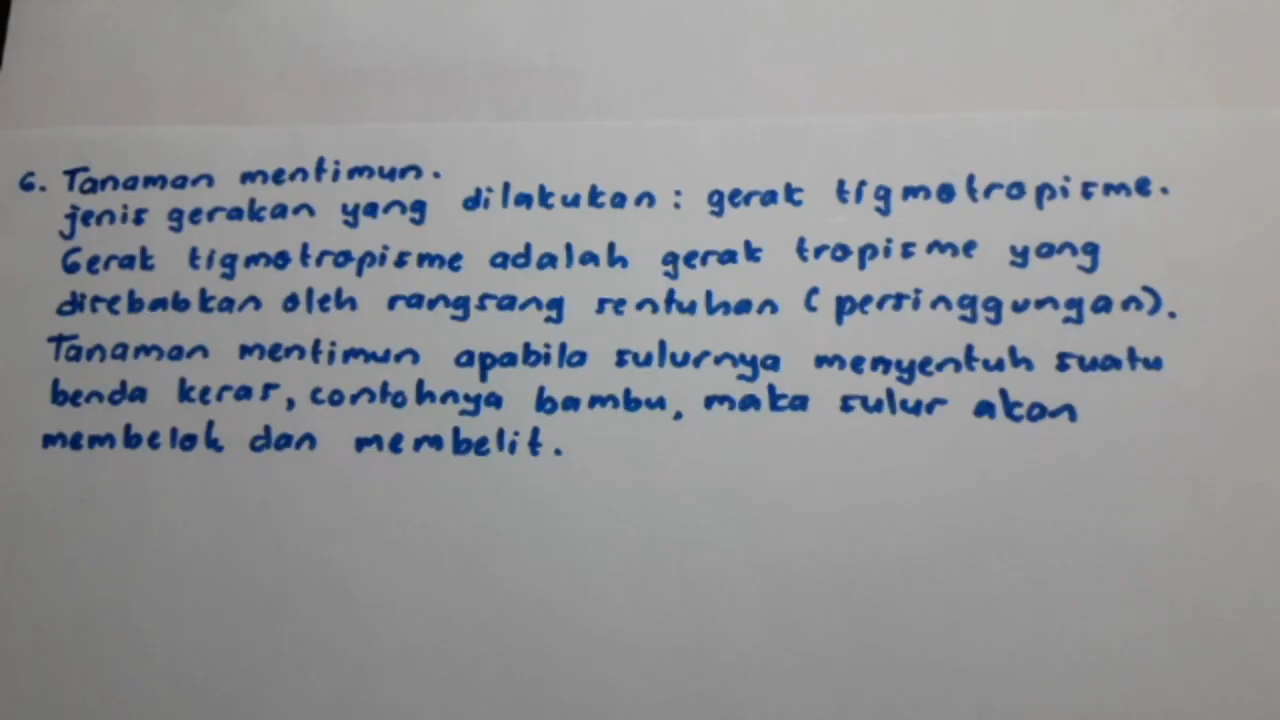 6. Tanaman mentimun.
jenis gerakan yang dilakukan : gerak tigmotropisme.
Gerak tigmotropisme adalah gerak tropisme yang
disebabkan oleh rangsang sentuhan (persinggungan).
Tanaman mentimun apabila sulurnya menyentuh suatu
benda keras, contohnya bambu, maka sulur akan
membelok dan membelit.